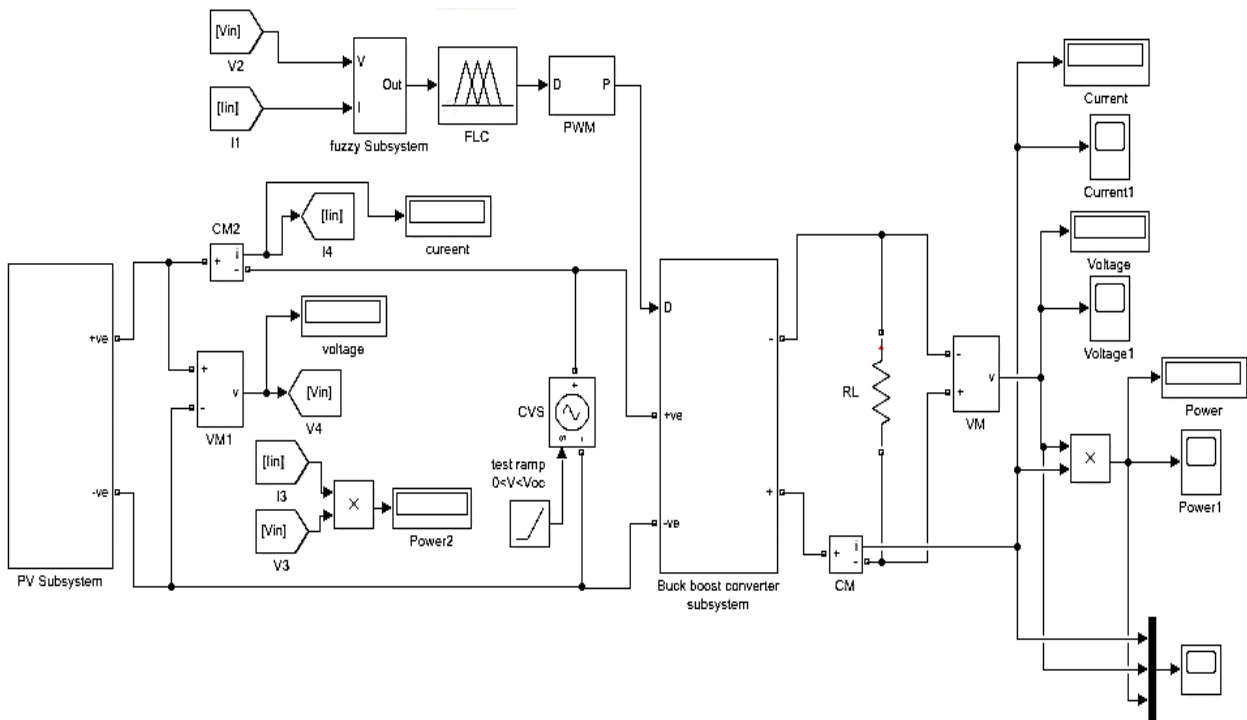 [Vin]
V2
[Iin]
I1
V
I
Out
fuzzy Subsystem
FLC
D
P
PWM
Current
Current1
Voltage
Voltage1
Power
Power1
CM2
+
i
-
[Iin]
I4
cureent
+ve
-ve
PV Subsystem
voltage
+
-
v
VM1
[Vin]
V4
[Iin]
I3
[Vin]
V3
X
Power2
CVS
+
s
-
test ramp
0<V<Voc
D
+ve
-ve
-
+
Buck boost converter
subsystem
RL
-
+
v
VM
+
i
-
CM
X